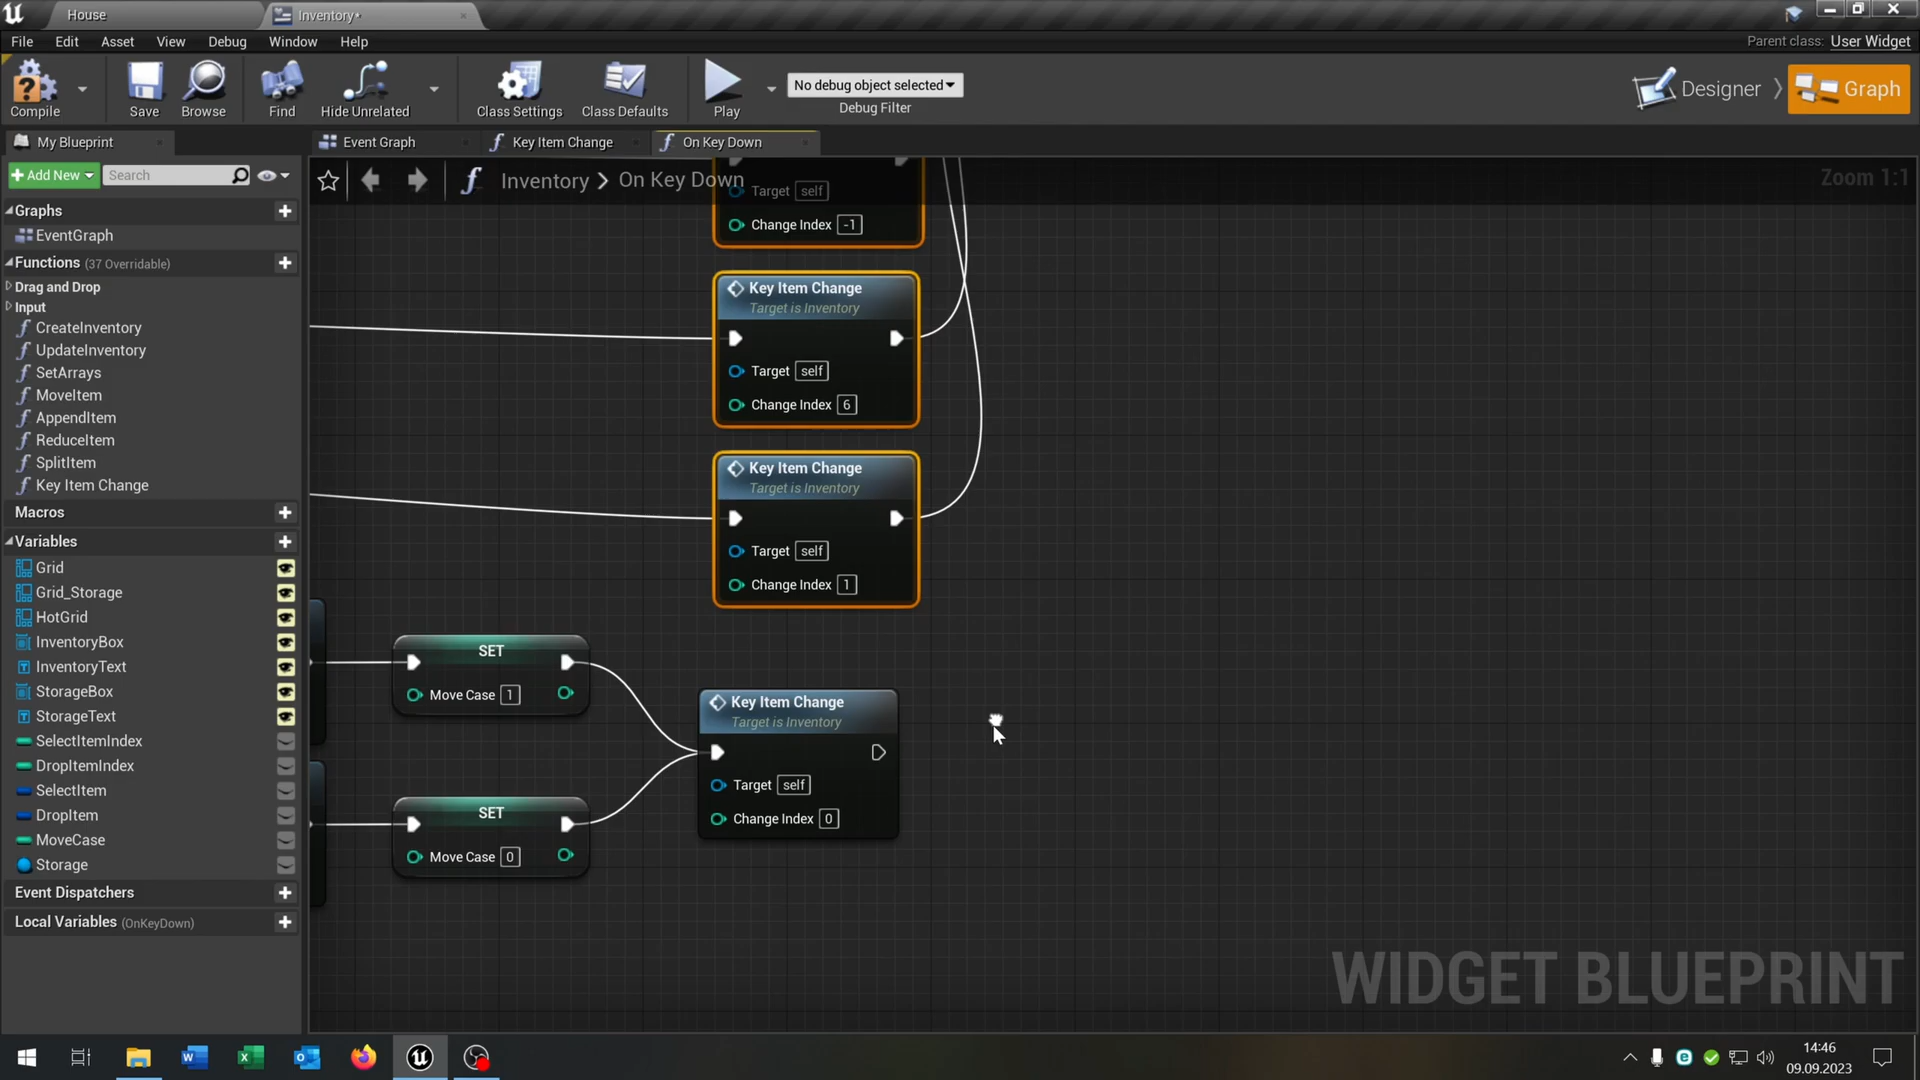 House
Inventory*
File Edit Asset View Debug Window Help
Parent class: User Widget
Compile
Save
Browse
Find
Hide Unrelated
Class Settings
Class Defaults
Play
No debug object selected
Debug Filter
Designer
Graph
My Blueprint
Event Graph
Key Item Change
On Key Down
Add New
Search
Inventory > On Key Down
Zoom 1:1
Graphs
EventGraph
Functions (37 Overridable)
Drag and Drop
Input
CreateInventory
UpdateInventory
SetArrays
MoveItem
AppendItem
ReduceItem
SplitItem
Key Item Change
Macros
Variables
Grid
Grid_Storage
HotGrid
InventoryBox
InventoryText
StorageBox
StorageText
SelectItemIndex
DropItemIndex
SelectItem
DropItem
MoveCase
Storage
Event Dispatchers
Local Variables (OnKeyDown)
Target self
Change Index -1
Key Item Change
Target is Inventory
Target self
Change Index 6
Key Item Change
Target is Inventory
Target self
Change Index 1
SET
Move Case 1
SET
Move Case 0
Key Item Change
Target is Inventory
Target self
Change Index 0
WIDGET BLUEPRINT
14:46
09.09.2023